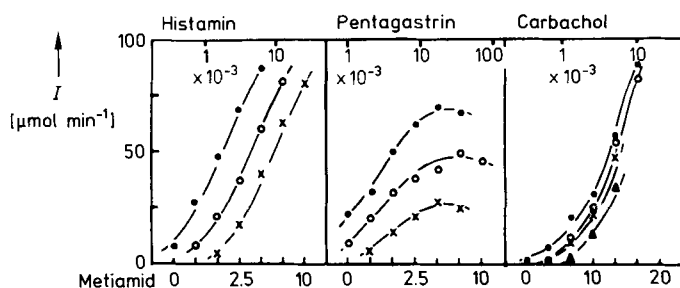 Histamin Pentagastrin Carbachol
100 1 10 1 10 100 1 10
× 10⁻³ × 10⁻³ × 10⁻³
I
[μmol min⁻¹]
50
0
Metiamid 0 2.5 10 0 2.5 10 0 10 20